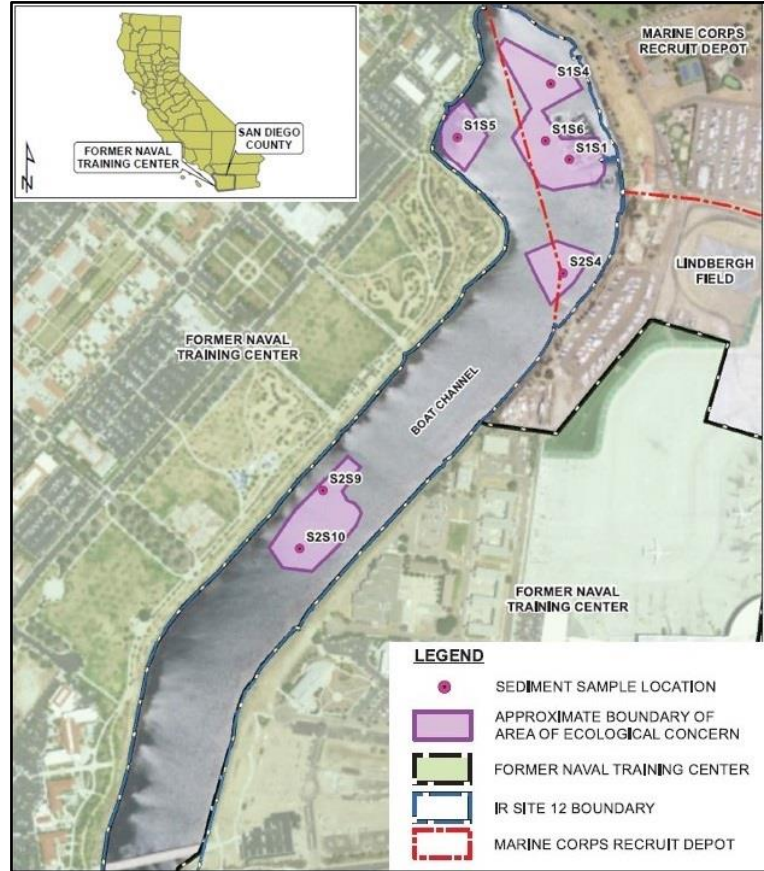 MARINE CORPS
RECRUIT DEPOT
SAN DIEGO
COUNTY
FORMER NAVAL
TRAINING CENTER
N
S1S4
S1S5
S1S6
S1S1
S2S4
LINDBERGH
FIELD
FORMER NAVAL
TRAINING CENTER
BOAT CHANNEL
S2S9
S2S10
FORMER NAVAL
TRAINING CENTER
LEGEND
SEDIMENT SAMPLE LOCATION
APPROXIMATE BOUNDARY OF
AREA OF ECOLOGICAL CONCERN
FORMER NAVAL TRAINING CENTER
IR SITE 12 BOUNDARY
MARINE CORPS RECRUIT DEPOT